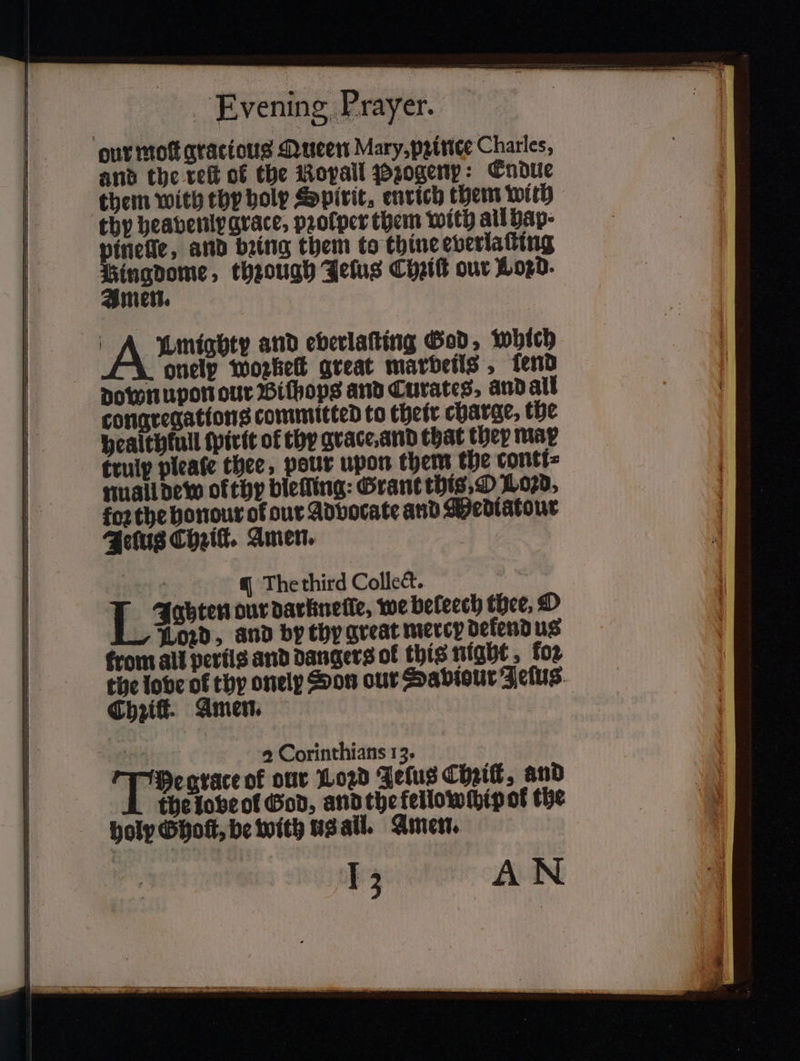 Evening Prayer.
our moſt gracious Queen Mary, prince Charles,
and the reſt of the Royall Progeny: Endue
them with thy holy Spirit, enrich them with
thy heavenly grace, proſper them with all hap-
pineſſe, and bring them to thine everlaſting
Kingdome, through Jeſus Chriſt our Lord.
Amen.
ALmighty and everlaſting God, which
onely workeſt great marveils, ſend
down upon our Biſhops and Curates, and all
congregations committed to their charge, the
healthfull ſpirit of thy grace, and that they may
truly pleaſe thee, pour upon them the conti-
nuall dew of thy bleſſing: Grant this, O Lord,
for the honour of our Advocate and Mediatour
Jeſus Chriſt. Amen.
¶ The third Collect.
LIghten our darkneſſe, we beſeech thee, O
Lord, and by thy great mercy defend us
from all perils and dangers of this night, for
the love of thy onely Son our Saviour Jeſus
Chriſt. Amen.
2 Corinthians 13.
THe grace of our Lord Jeſus Chriſt, and
the love of God, and the fellowſhip of the
holy Ghoſt, be with us all. Amen.
I 3 AN